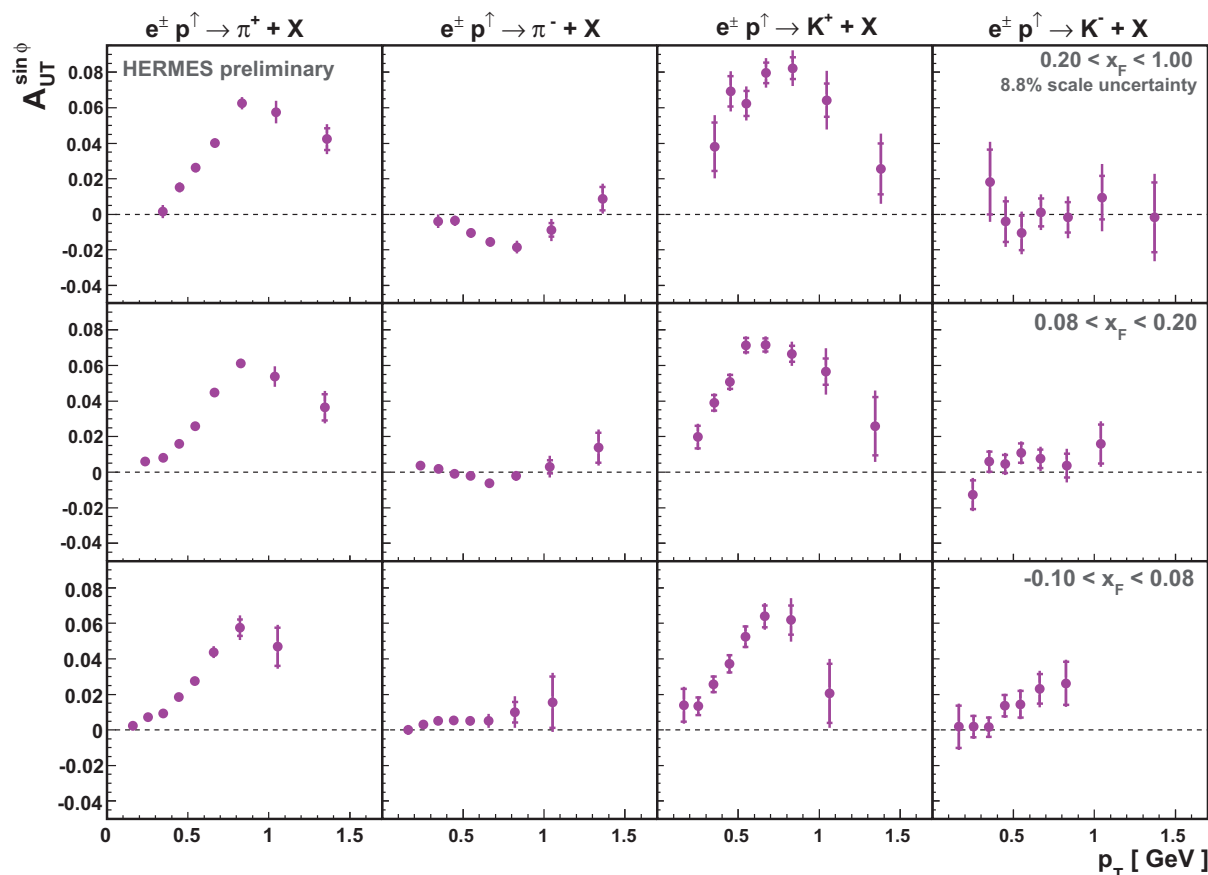 e± p↑ → π+ + X e± p↑ → π- + X e± p↑ → K+ + X e± p↑ → K- + X
A_UT^sin ϕ
HERMES preliminary
0.20 < x_F < 1.00
8.8% scale uncertainty
0.08
0.06
0.04
0.02
0
-0.02
-0.04
0.08 < x_F < 0.20
0.08
0.06
0.04
0.02
0
-0.02
-0.04
-0.10 < x_F < 0.08
0.08
0.06
0.04
0.02
0
-0.02
-0.04
0 0.5 1 1.5 0.5 1 1.5 0.5 1 1.5 0.5 1 1.5
p_T [ GeV]